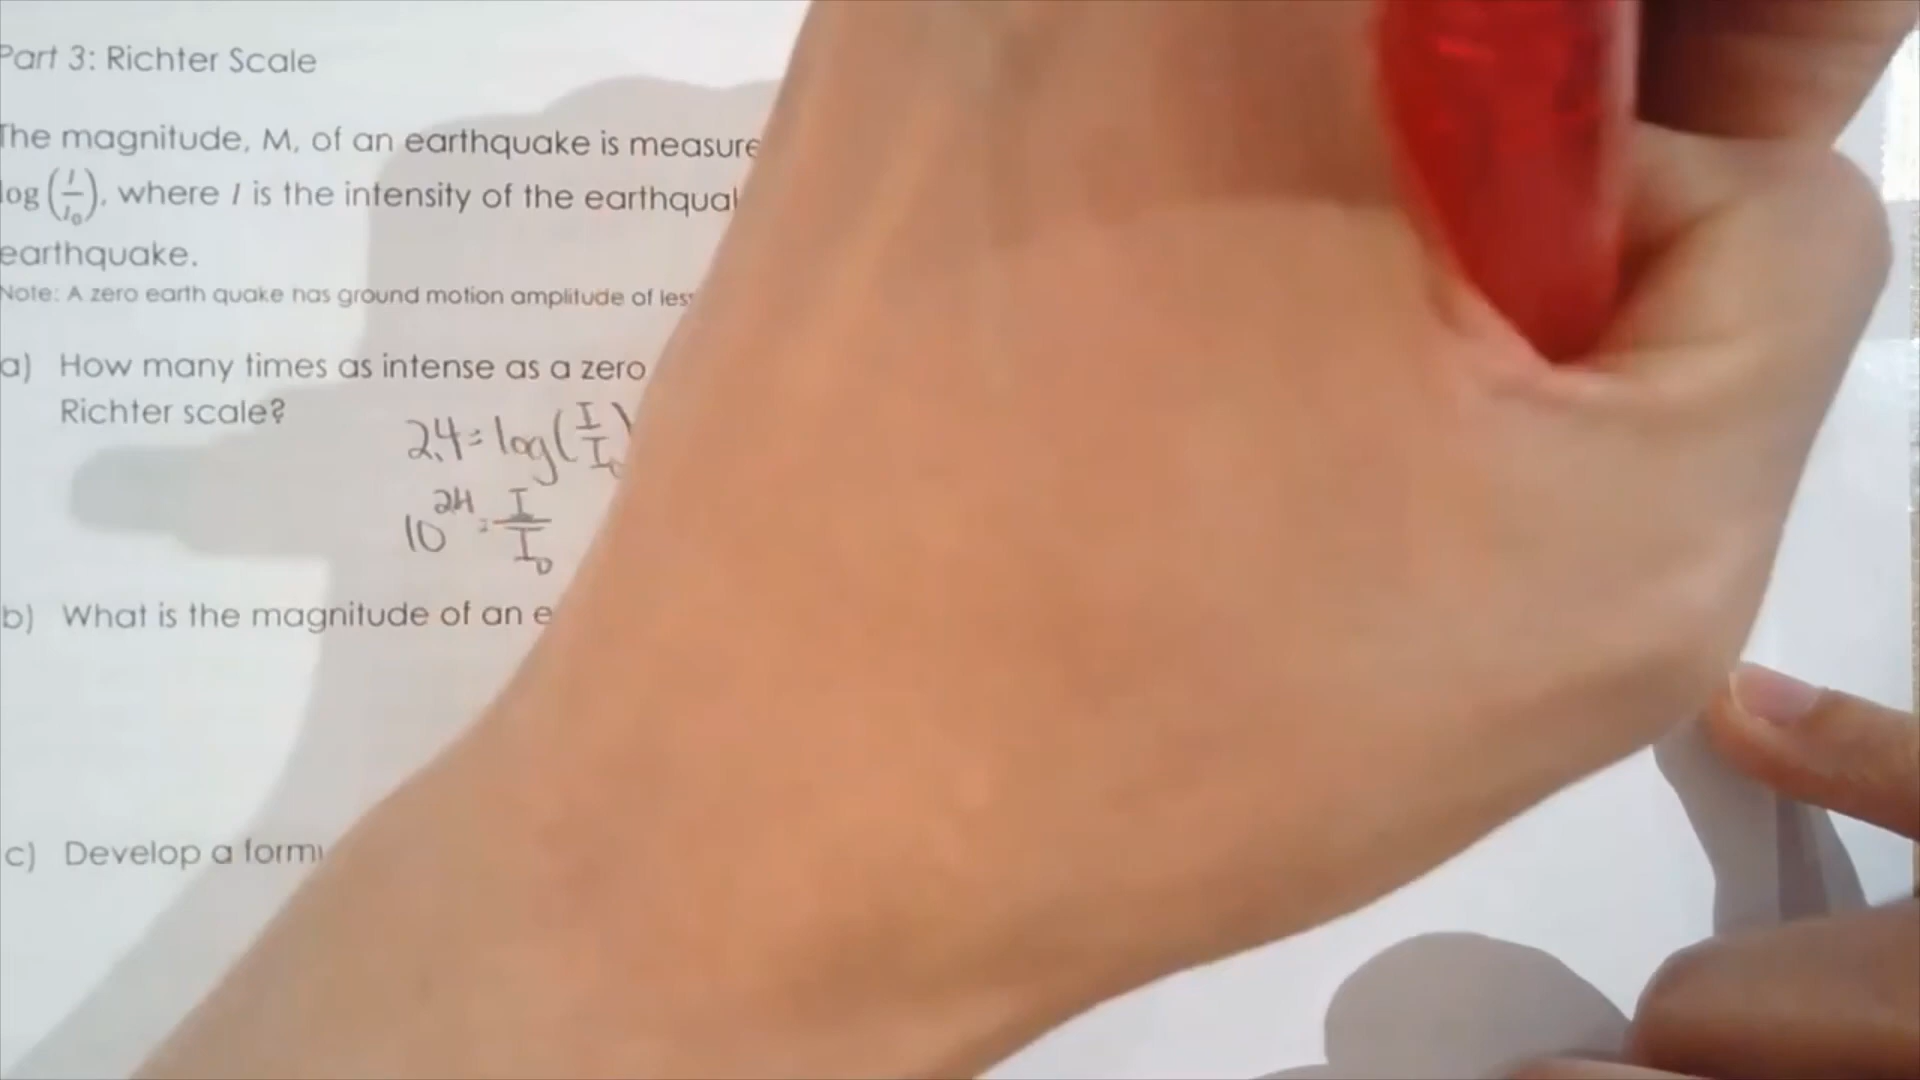 Part 3: Richter Scale
The magnitude, M, of an earthquake is measure
log (I/I₀), where I is the intensity of the earthqual
earthquake.
Note: A zero earth quake has ground motion amplitude of les
a) How many times as intense as a zero
Richter scale?
2.4 = log(I/I₀)
10^2.4 = I/I₀
b) What is the magnitude of an e
c) Develop a form